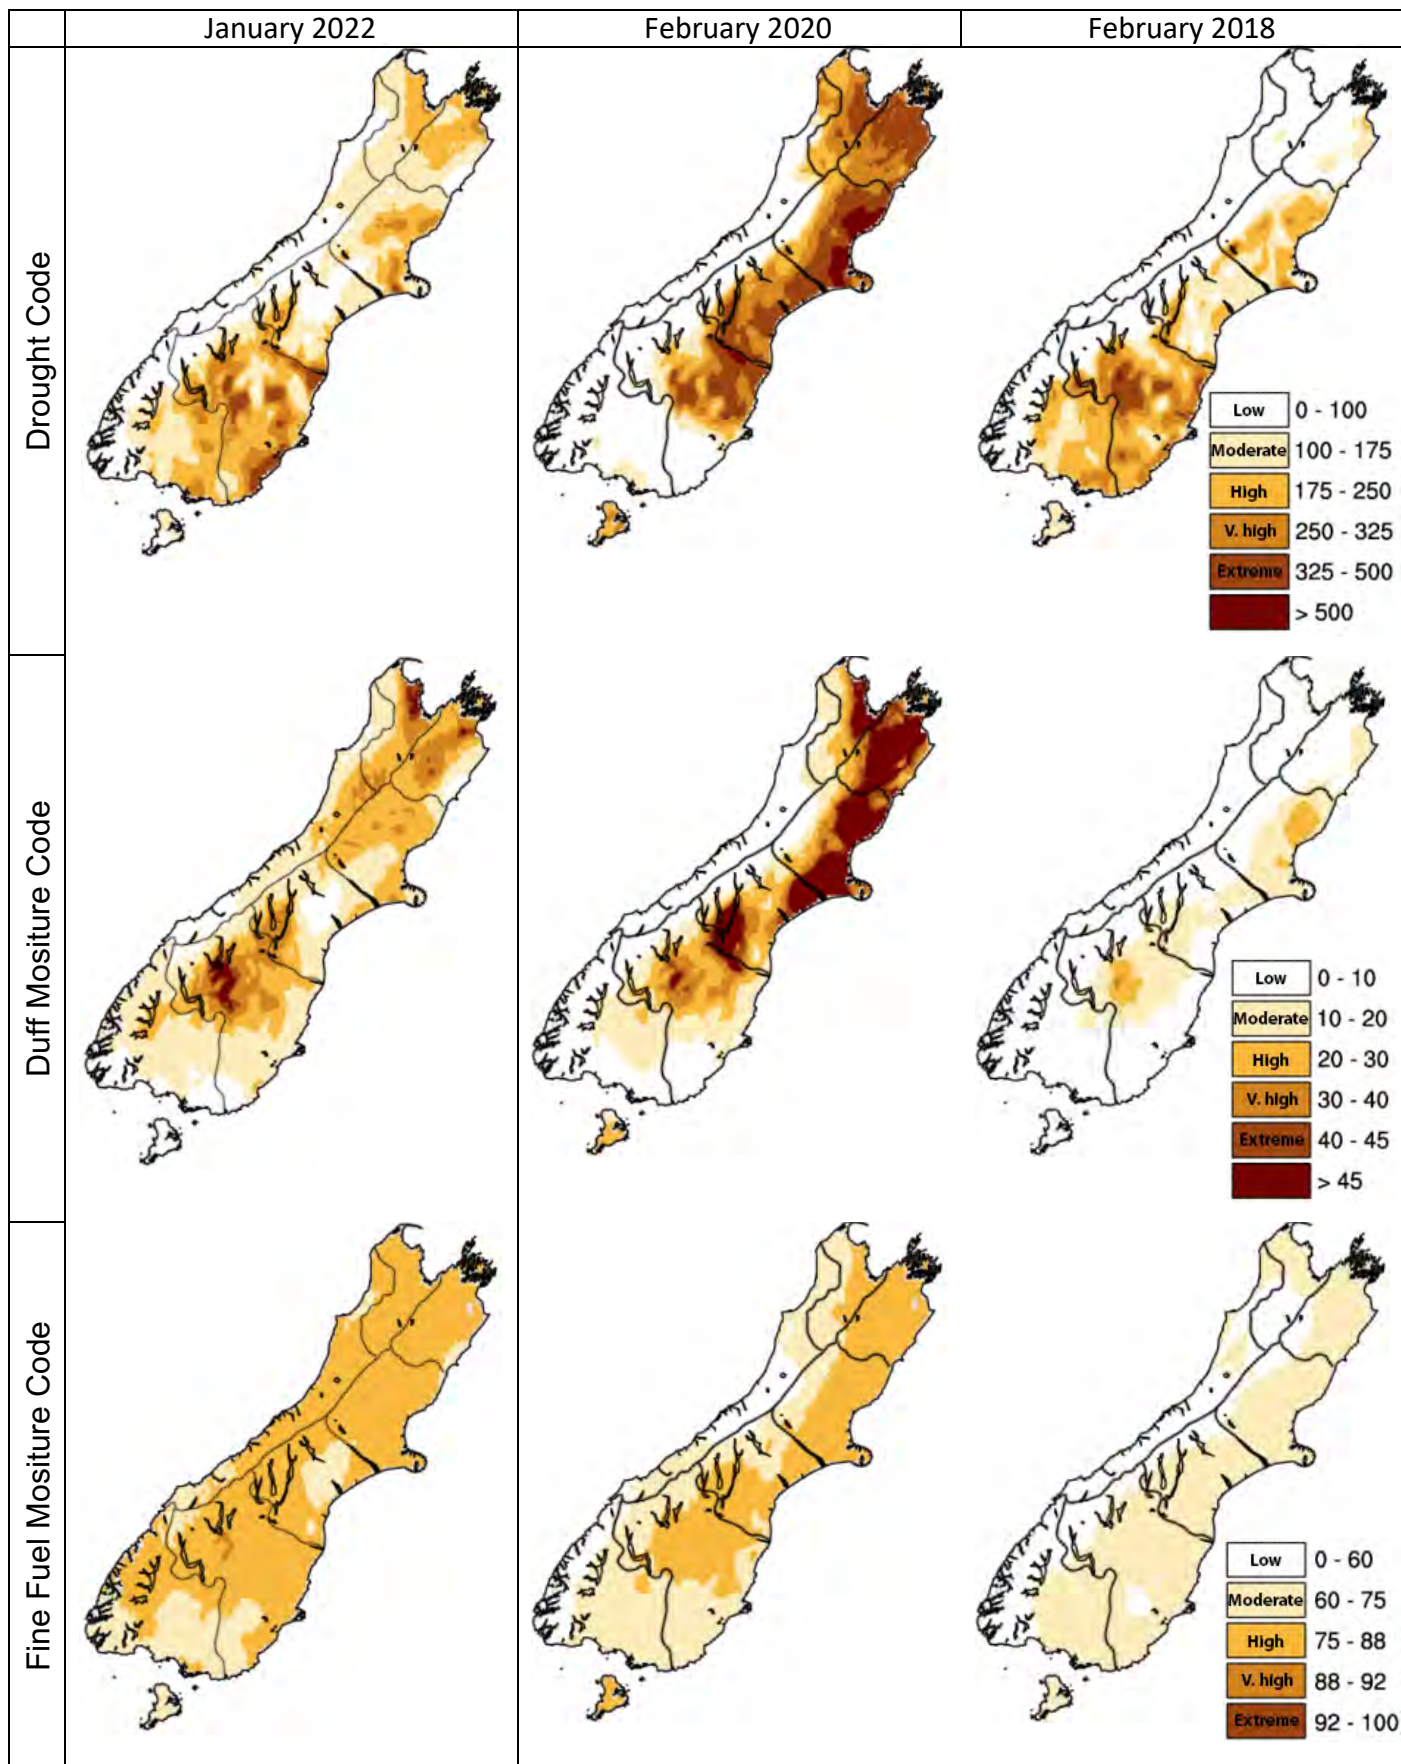 January 2022
February 2020
February 2018
Drought Code
Low 0 - 100
Moderate 100 - 175
High 175 - 250
V. high 250 - 325
Extreme 325 - 500
> 500
Duff Mositure Code
Low 0 - 10
Moderate 10 - 20
High 20 - 30
V. high 30 - 40
Extreme 40 - 45
> 45
Fine Fuel Mositure Code
Low 0 - 60
Moderate 60 - 75
High 75 - 88
V. high 88 - 92
Extreme 92 - 100